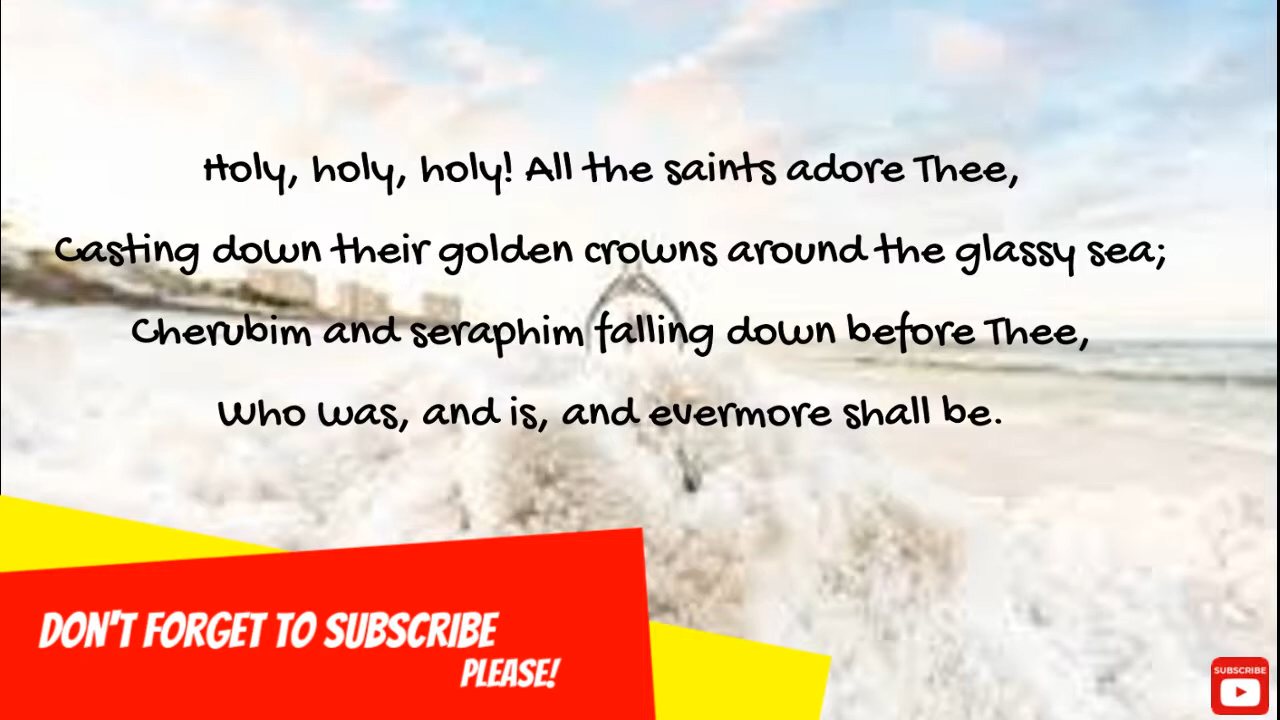 Holy, holy, holy! All the saints adore Thee,
Casting down their golden crowns around the glassy sea;
Cherubim and seraphim falling down before Thee,
Who was, and is, and evermore shall be.
DON'T FORGET TO SUBSCRIBE
PLEASE!
SUBSCRIBE